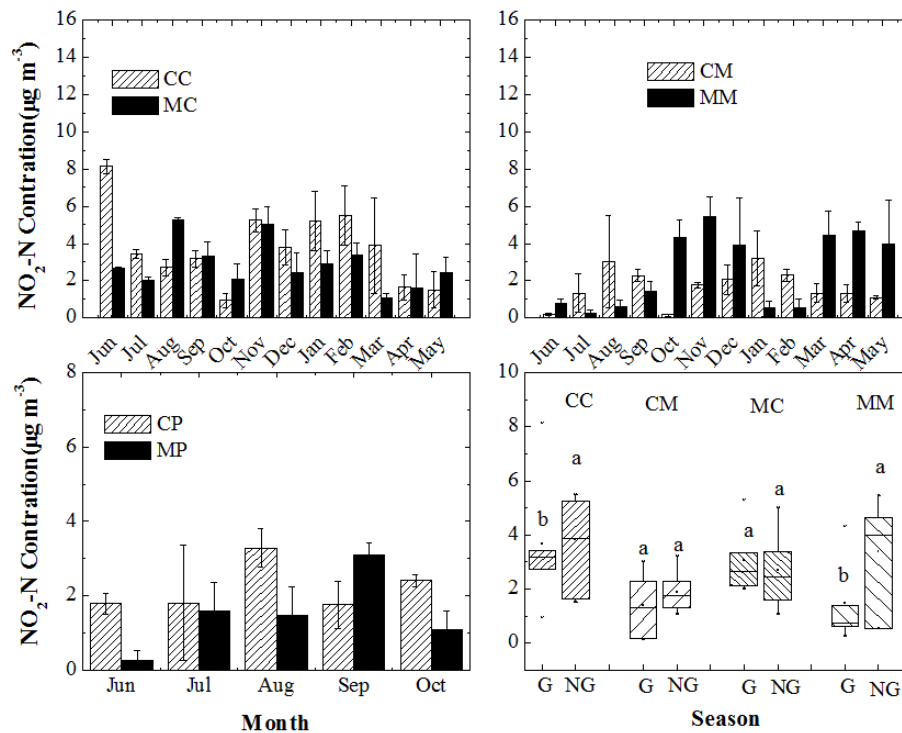 NO2-N Contration(μg m-3)
16
14
12
10
8
6
4
2
0
CC
MC
Jun Jul Aug Sep Oct Nov Dec Jan Feb Mar Apr May
16
14
12
10
8
6
4
2
0
CM
MM
Jun Jul Aug Sep Oct Nov Dec Jan Feb Mar Apr May
NO2-N Contration(μg m-3)
8
6
4
2
0
CP
MP
Jun Jul Aug Sep Oct
Month
10
8
6
4
2
0
CC CM MC MM
b a a a a a b a
G NG G NG G NG G NG
Season